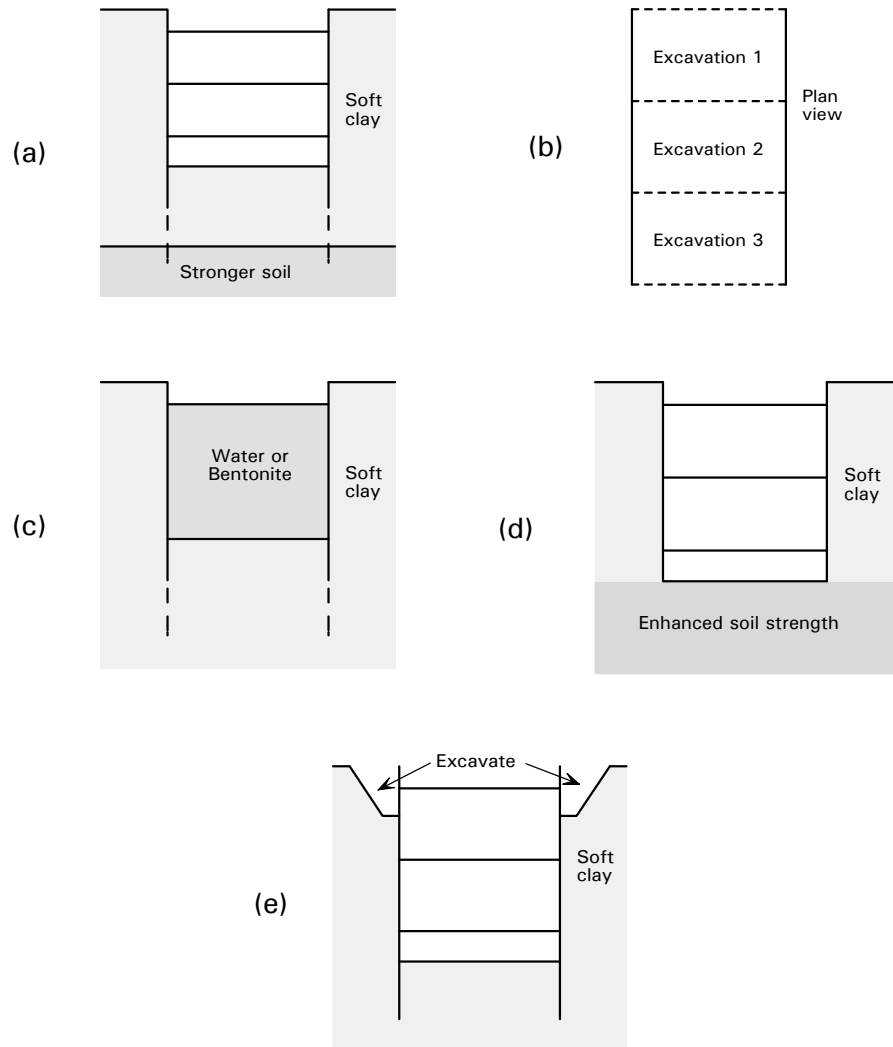 (a)
Soft
clay
Stronger soil
(b)
Excavation 1
Excavation 2
Excavation 3
Plan
view
(c)
Water or
Bentonite
Soft
clay
(d)
Soft
clay
Enhanced soil strength
(e)
Excavate
Soft
clay